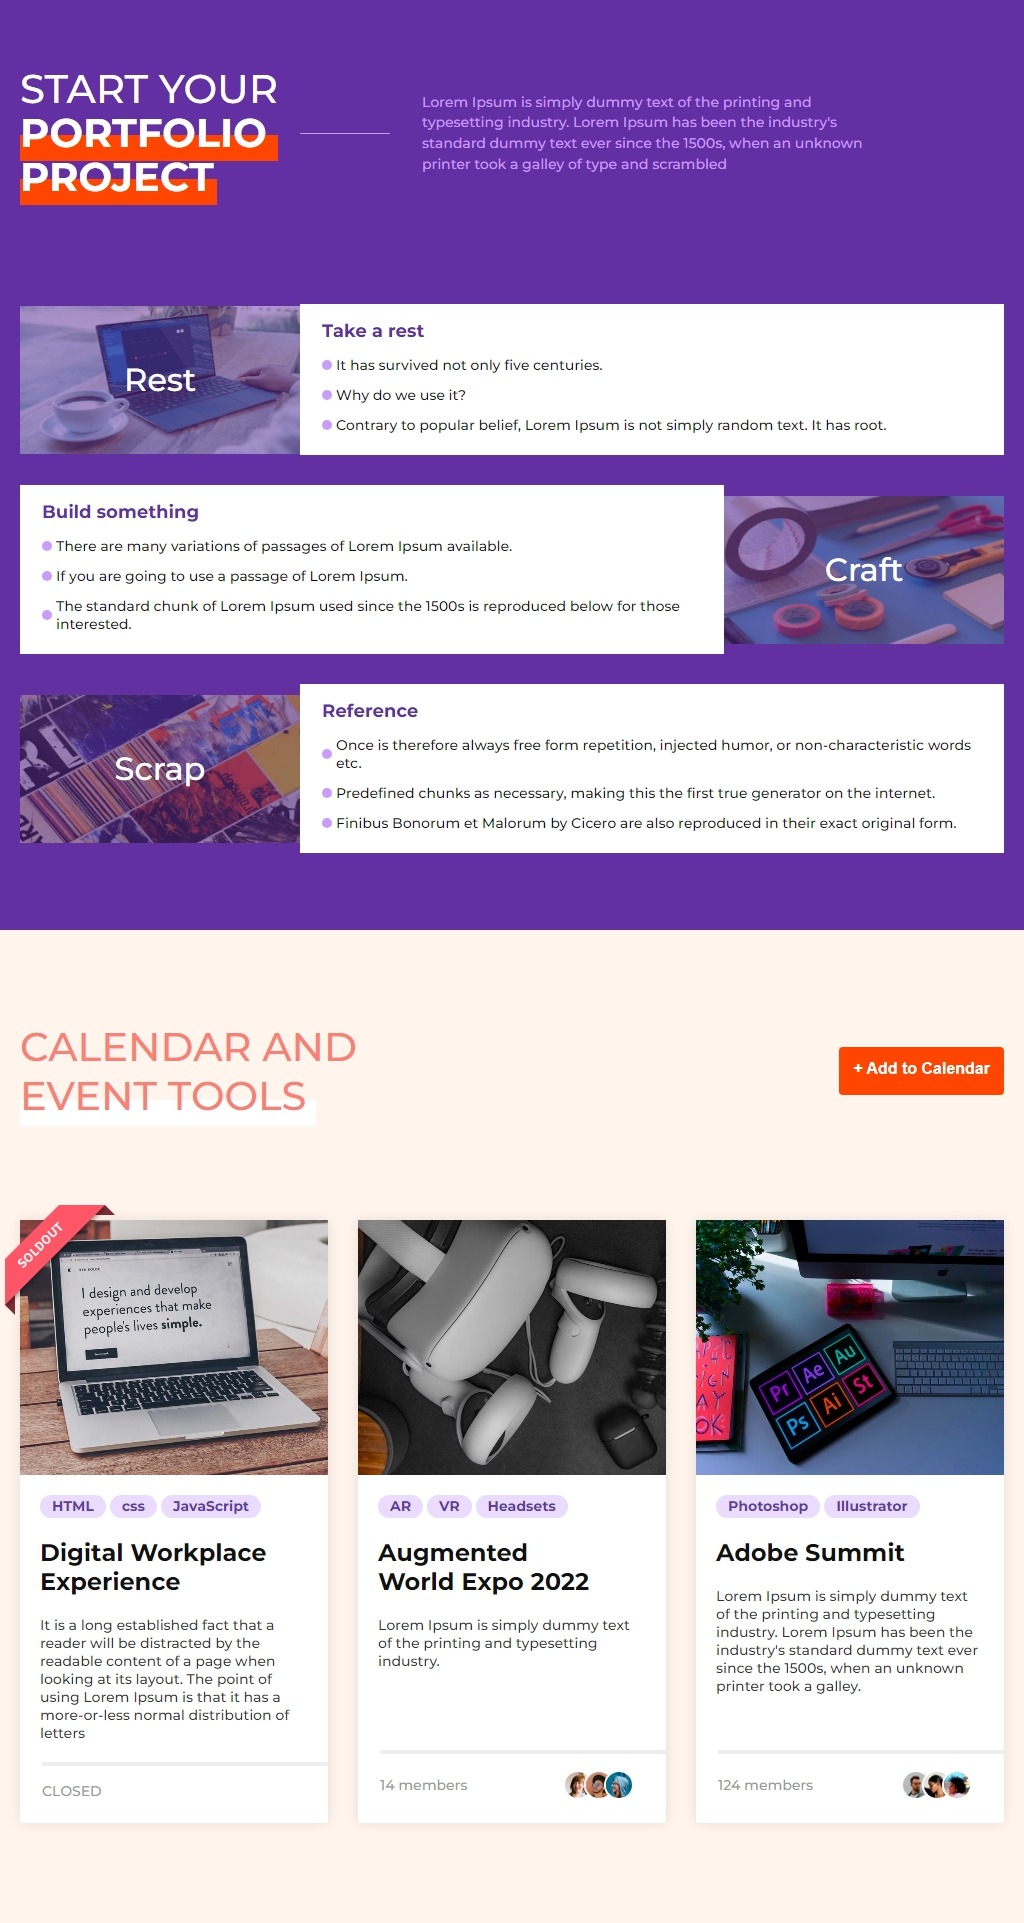 START YOUR
PORTFOLIO
PROJECT
Lorem Ipsum is simply dummy text of the printing and
typesetting industry. Lorem Ipsum has been the industry's
standard dummy text ever since the 1500s, when an unknown
printer took a galley of type and scrambled
Rest
Take a rest
It has survived not only five centuries.
Why do we use it?
Contrary to popular belief, Lorem Ipsum is not simply random text. It has root.
Build something
There are many variations of passages of Lorem Ipsum available.
If you are going to use a passage of Lorem Ipsum.
The standard chunk of Lorem Ipsum used since the 1500s is reproduced below for those
interested.
Craft
Scrap
Reference
Once is therefore always free form repetition, injected humor, or non-characteristic words
etc.
Predefined chunks as necessary, making this the first true generator on the internet.
Finibus Bonorum et Malorum by Cicero are also reproduced in their exact original form.
CALENDAR AND
EVENT TOOLS
+ Add to Calendar
SOLDOUT
I design and develop
experiences that make
people's lives simple.
HTML css JavaScript
Digital Workplace
Experience
It is a long established fact that a
reader will be distracted by the
readable content of a page when
looking at its layout. The point of
using Lorem Ipsum is that it has a
more-or-less normal distribution of
letters
CLOSED
AR VR Headsets
Augmented
World Expo 2022
Lorem Ipsum is simply dummy text
of the printing and typesetting
industry.
14 members
Pr Ae Au
Ps Ai St
Photoshop Illustrator
Adobe Summit
Lorem Ipsum is simply dummy text
of the printing and typesetting
industry. Lorem Ipsum has been the
industry's standard dummy text ever
since the 1500s, when an unknown
printer took a galley.
124 members